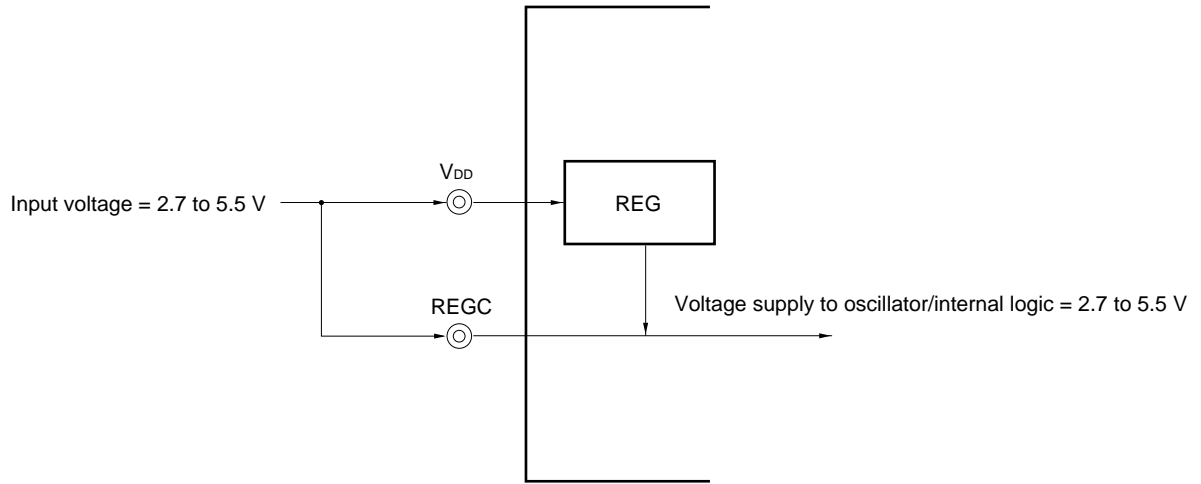 VDD
Input voltage = 2.7 to 5.5 V
REG
REGC
Voltage supply to oscillator/internal logic = 2.7 to 5.5 V